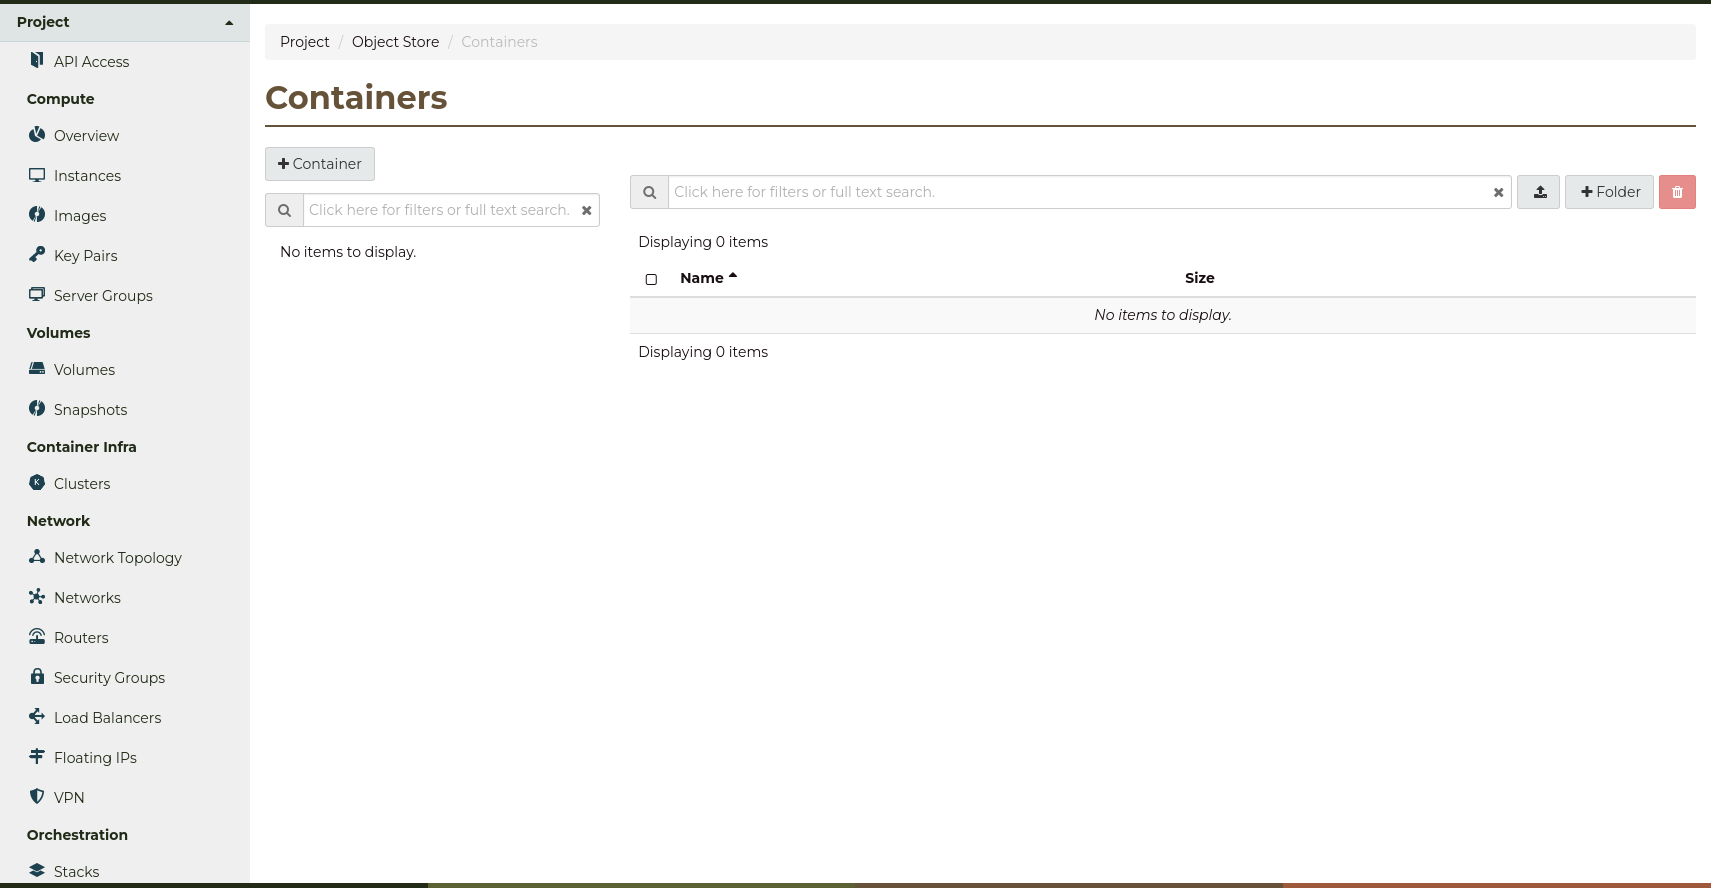 Project
API Access
Compute
Overview
Instances
Images
Key Pairs
Server Groups
Volumes
Volumes
Snapshots
Container Infra
K
Clusters
Network
Network Topology
Networks
Routers
Security Groups
Load Balancers
Floating IPs
VPN
Orchestration
Stacks
Project / Object Store / Containers
Containers
+ Container
Click here for filters or full text search.
No items to display.
Click here for filters or full text search.
+ Folder
Displaying 0 items
Name Size
No items to display.
Displaying 0 items